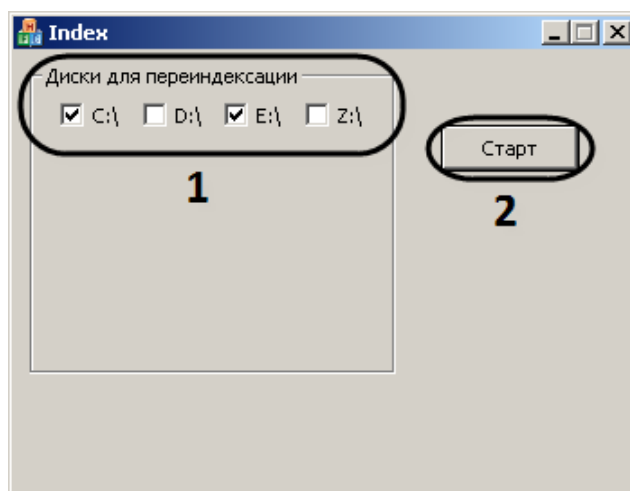 Index
Диски для переиндексации
C:\ D:\ E:\ Z:\
Старт
1
2